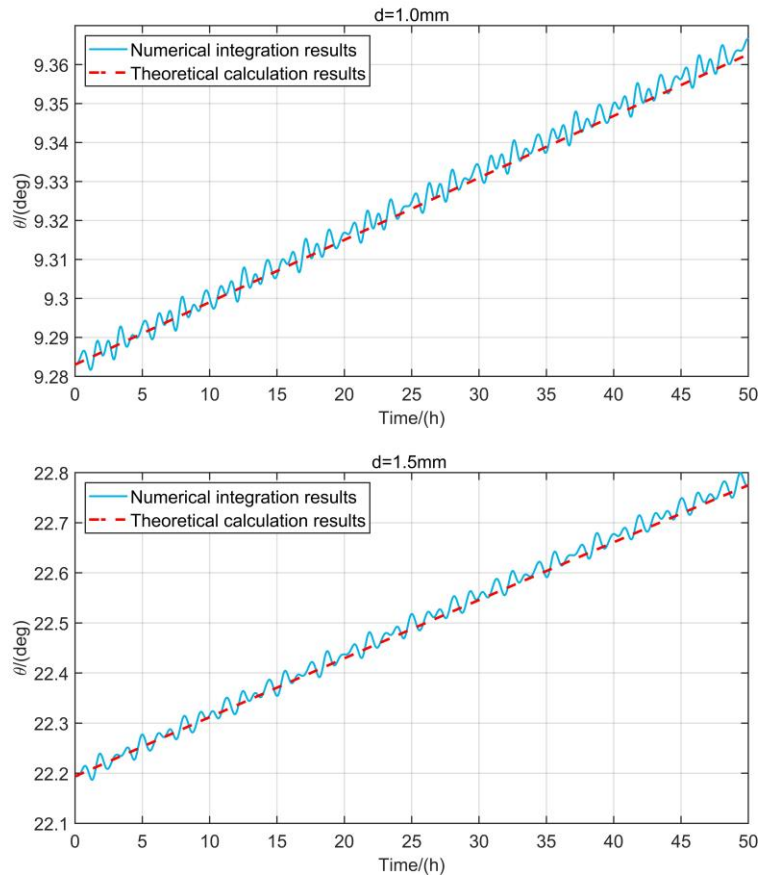 d=1.0mm
Numerical integration results
Theoretical calculation results
9.36
9.35
9.34
9.33
9.32
9.31
9.3
9.29
9.28
θ/(deg)
0 5 10 15 20 25 30 35 40 45 50
Time/(h)
d=1.5mm
Numerical integration results
Theoretical calculation results
22.8
22.7
22.6
22.5
22.4
22.3
22.2
22.1
θ/(deg)
0 5 10 15 20 25 30 35 40 45 50
Time/(h)